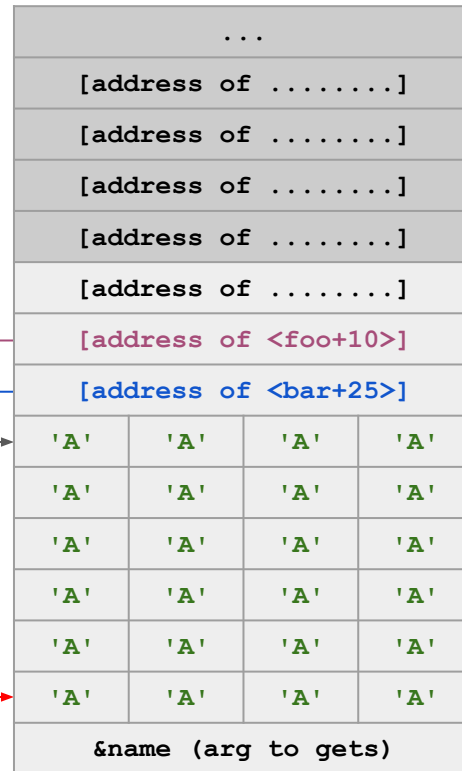 ...
[address of ........]
[address of ........]
[address of ........]
[address of ........]
[address of ........]
[address of <foo+10>]
[address of <bar+25>]
'A' 'A' 'A' 'A'
'A' 'A' 'A' 'A'
'A' 'A' 'A' 'A'
'A' 'A' 'A' 'A'
'A' 'A' 'A' 'A'
'A' 'A' 'A' 'A'
&name (arg to gets)